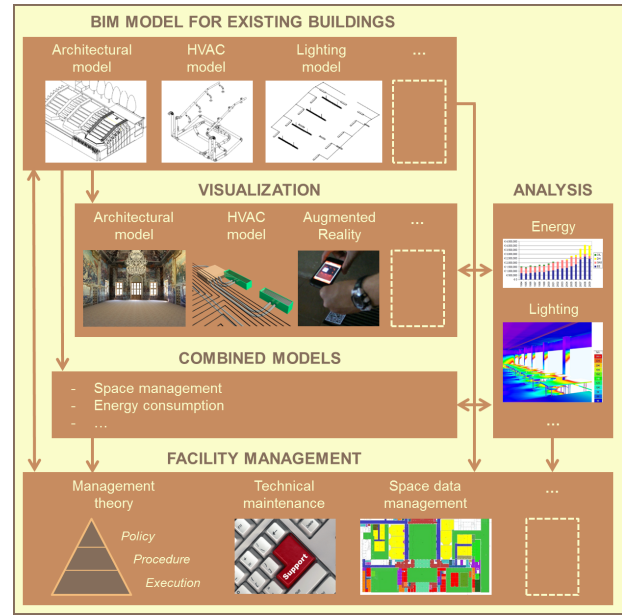 BIM MODEL FOR EXISTING BUILDINGS
Architectural model
HVAC model
Lighting model
...
VISUALIZATION
ANALYSIS
Architectural model
HVAC model
Augmented Reality
...
Energy
Lighting
...
COMBINED MODELS
- Space management
- Energy consumption
- ...
FACILITY MANAGEMENT
Management theory
Technical maintenance
Space data management
...
Policy
Procedure
Execution
Support